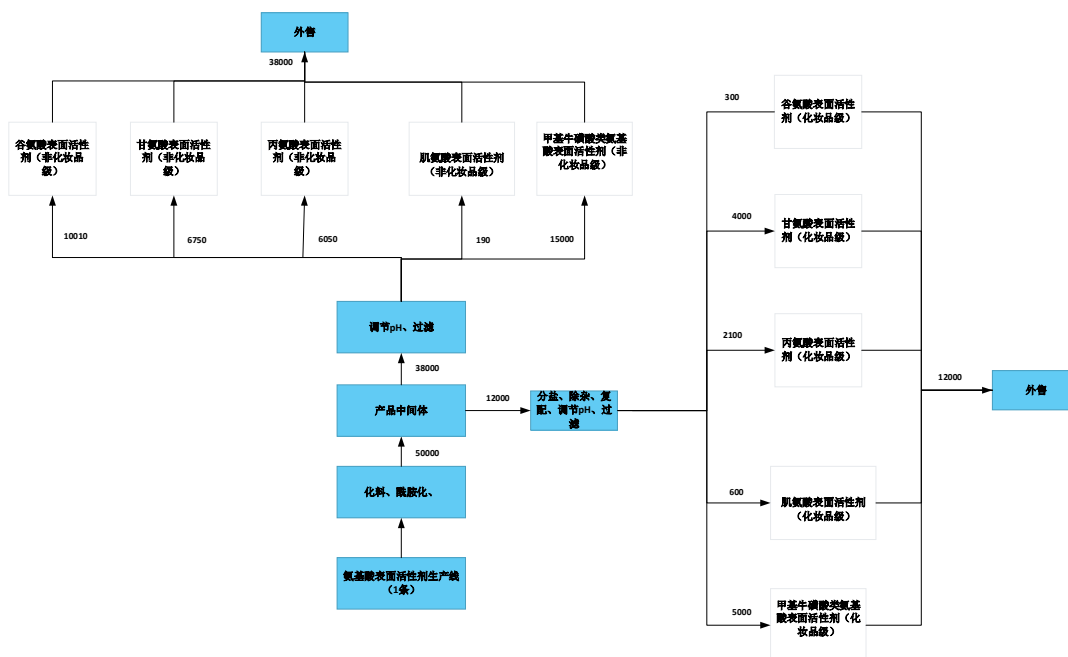 外售
38000
谷氨酸表面活性
剂（非化妆品
级）
甘氨酸表面活性
剂（非化妆品
级）
丙氨酸表面活性
剂（非化妆品
级）
肌氨酸表面活性剂
（非化妆品级）
甲基牛磺酸类氨基
酸表面活性剂（非
化妆品级）
10010
6750
6050
190
15000
调节pH、过滤
38000
产品中间体
12000
分盐、除杂、复
配、调节pH、过
滤
50000
化料、酰胺化、
氨基酸表面活性剂生产线
（1条）
300
谷氨酸表面活性
剂（化妆品级）
4000
甘氨酸表面活性
剂（化妆品级）
2100
丙氨酸表面活性
剂（化妆品级）
600
肌氨酸表面活性剂
（化妆品级）
5000
甲基牛磺酸类氨基
酸表面活性剂（化
妆品级）
12000
外售